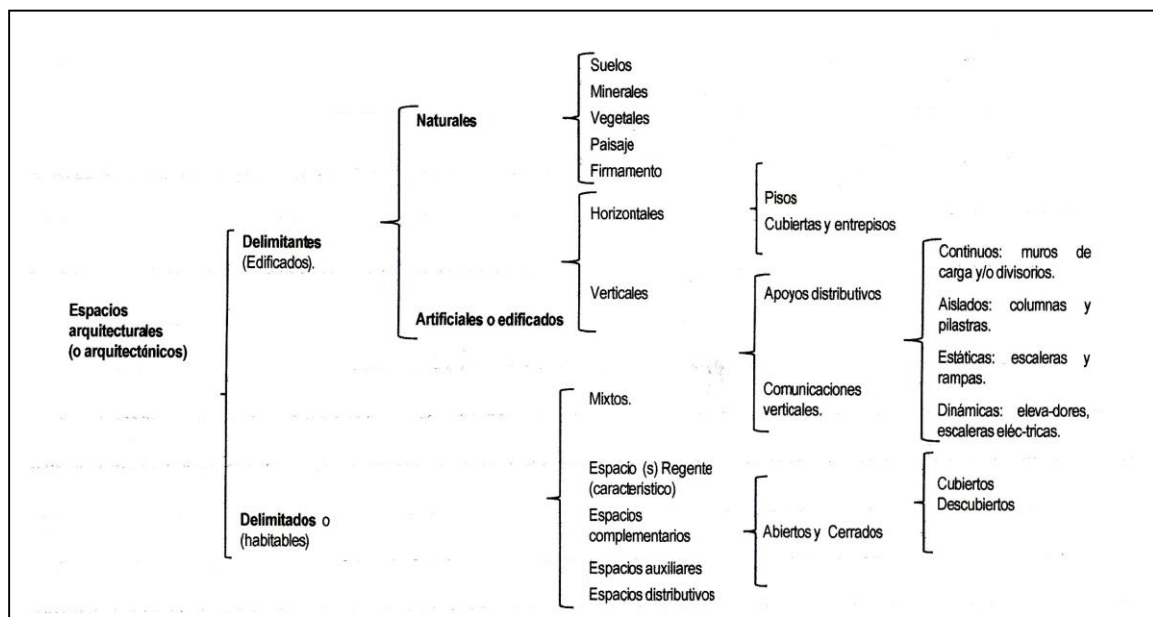 Espacios
arquitecturales
(o arquitectónicos)
Delimitantes
(Edificados).
Delimitados o
(habitables)
Naturales
Artificiales o edificados
Suelos
Minerales
Vegetales
Paisaje
Firmamento
Horizontales
Verticales
Mixtos.
Espacio (s) Regente
(característico)
Espacios
complementarios
Espacios auxiliares
Espacios distributivos
Pisos
Cubiertas y entrepisos
Apoyos distributivos
Comunicaciones
verticales.
Abiertos y Cerrados
Continuos: muros de
carga y/o divisorios.
Aislados: columnas y
pilastras.
Estáticas: escaleras y
rampas.
Dinámicas: eleva-dores,
escaleras eléc-tricas.
Cubiertos
Descubiertos